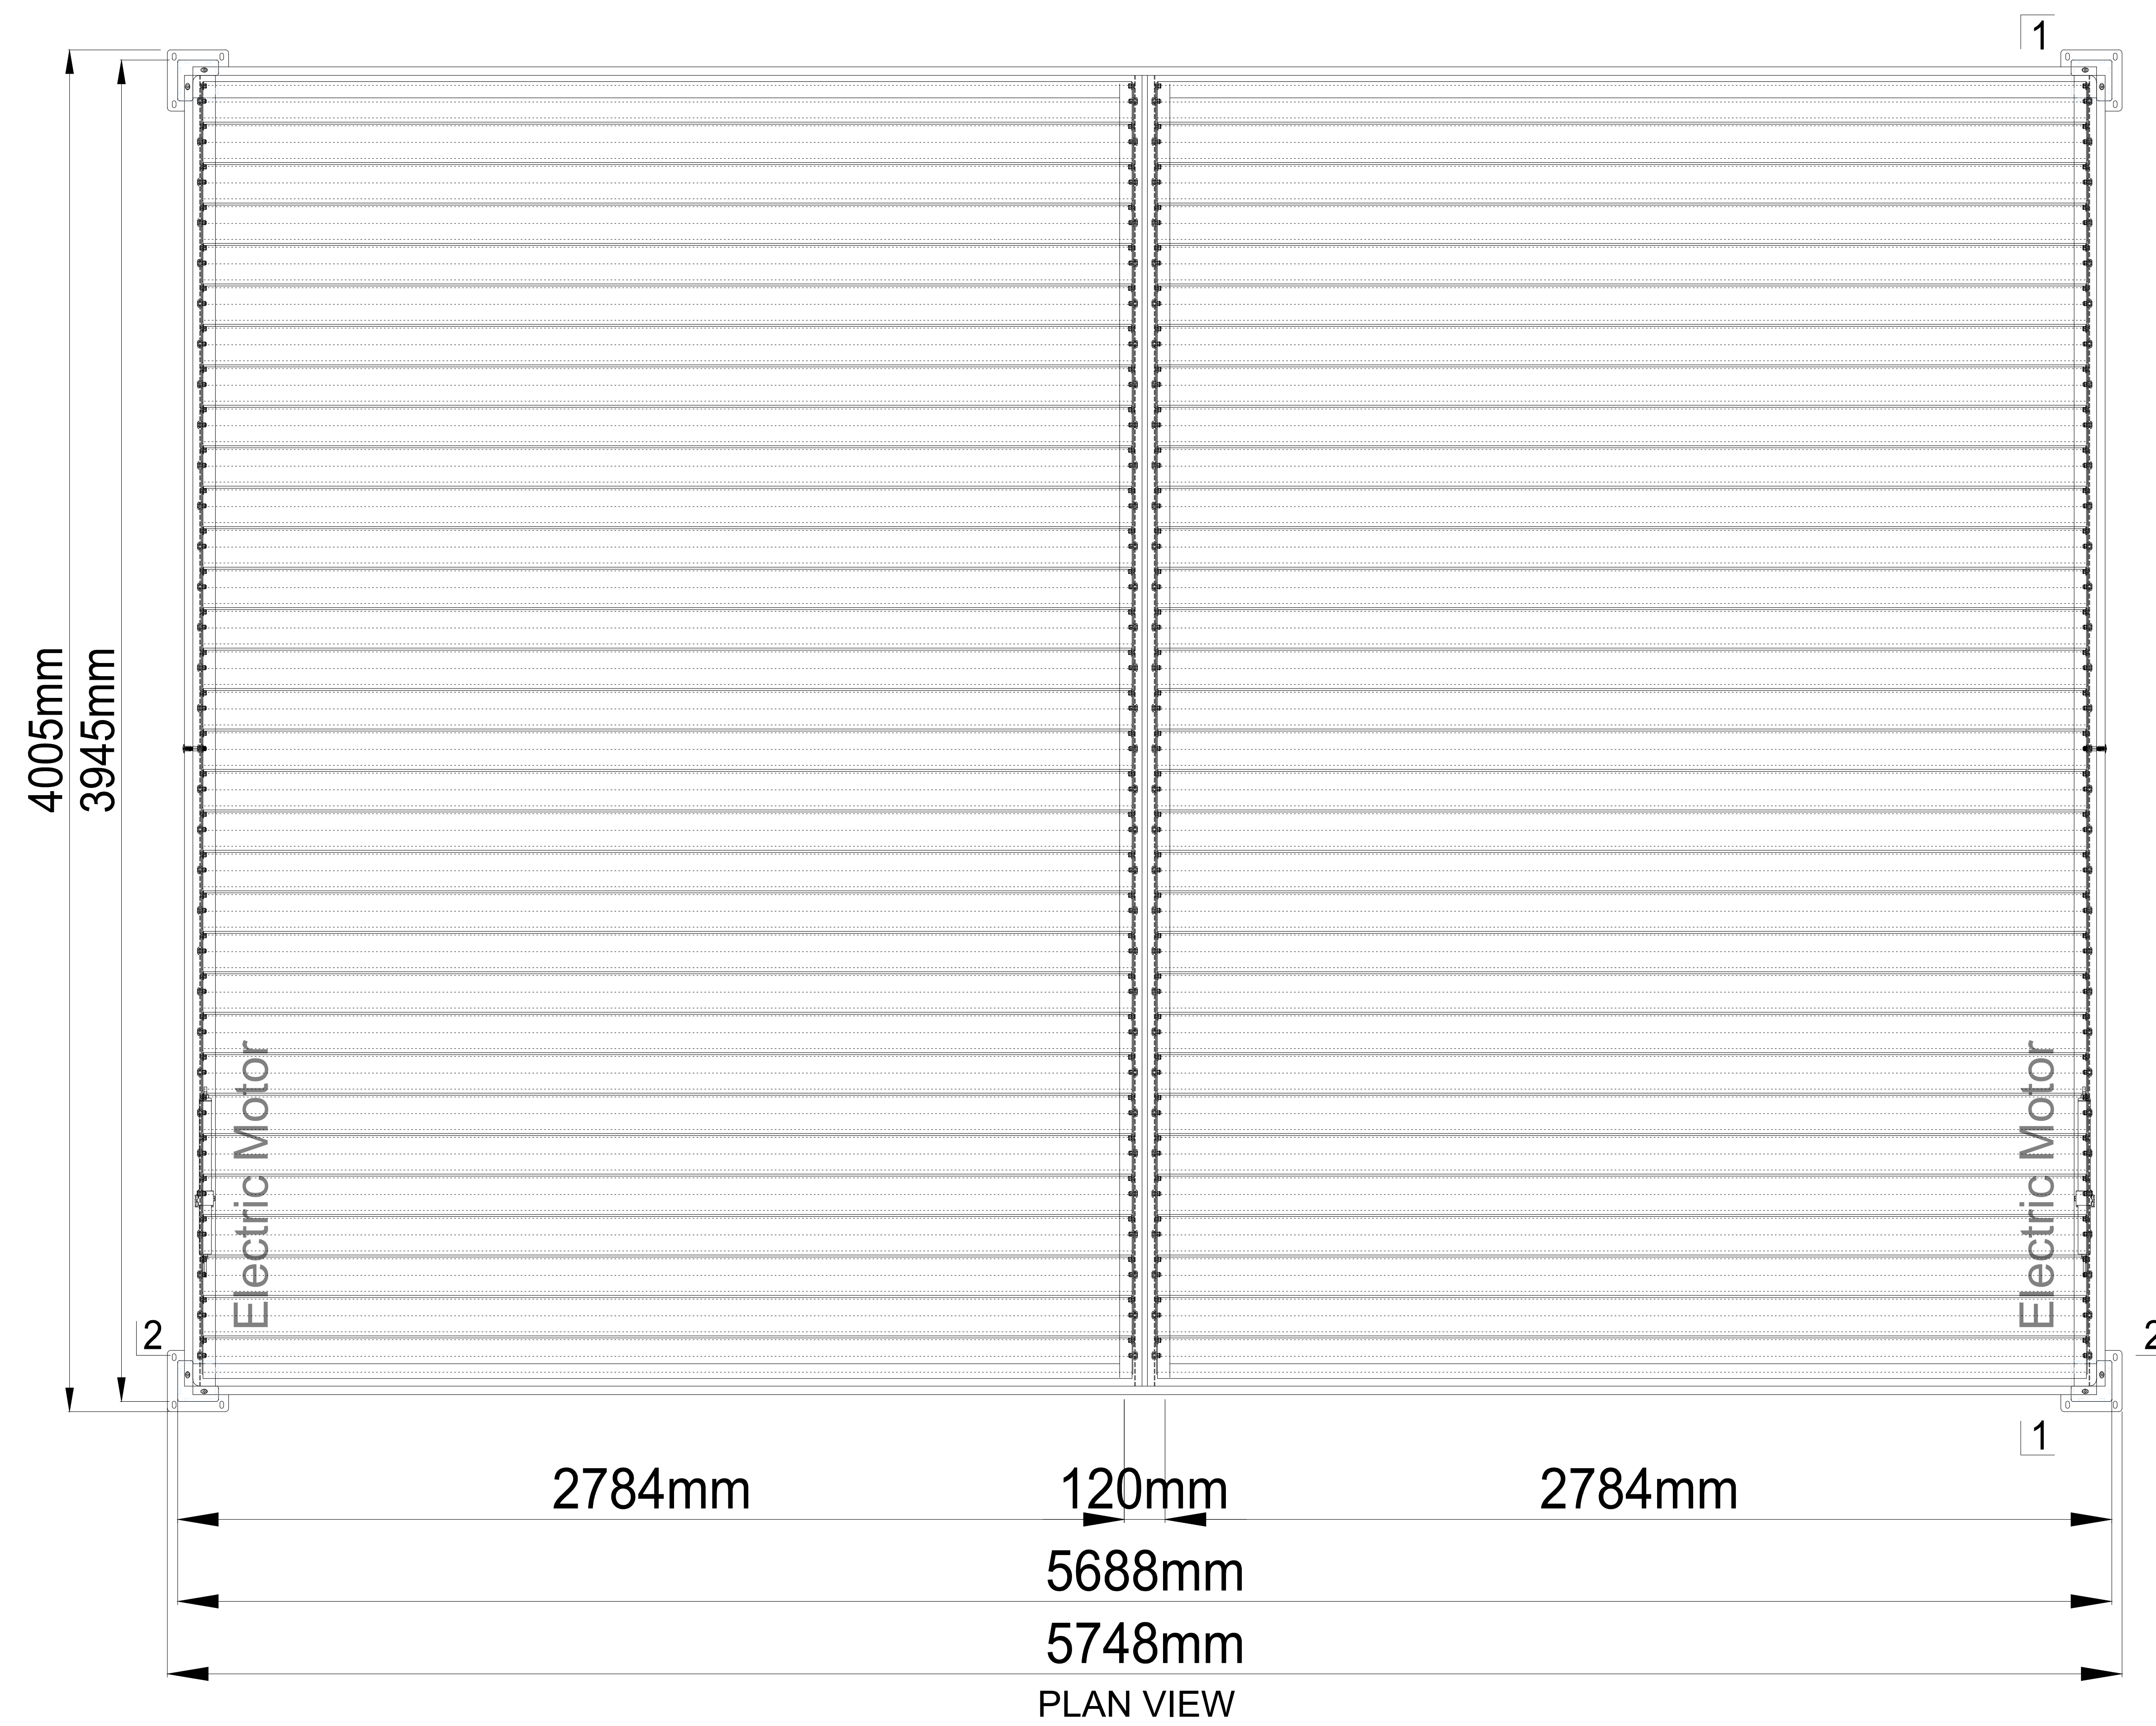 1
4005mm
3945mm
Electric Motor
Electric Motor
2
2
1
2784mm
120mm
2784mm
5688mm
5748mm
PLAN VIEW